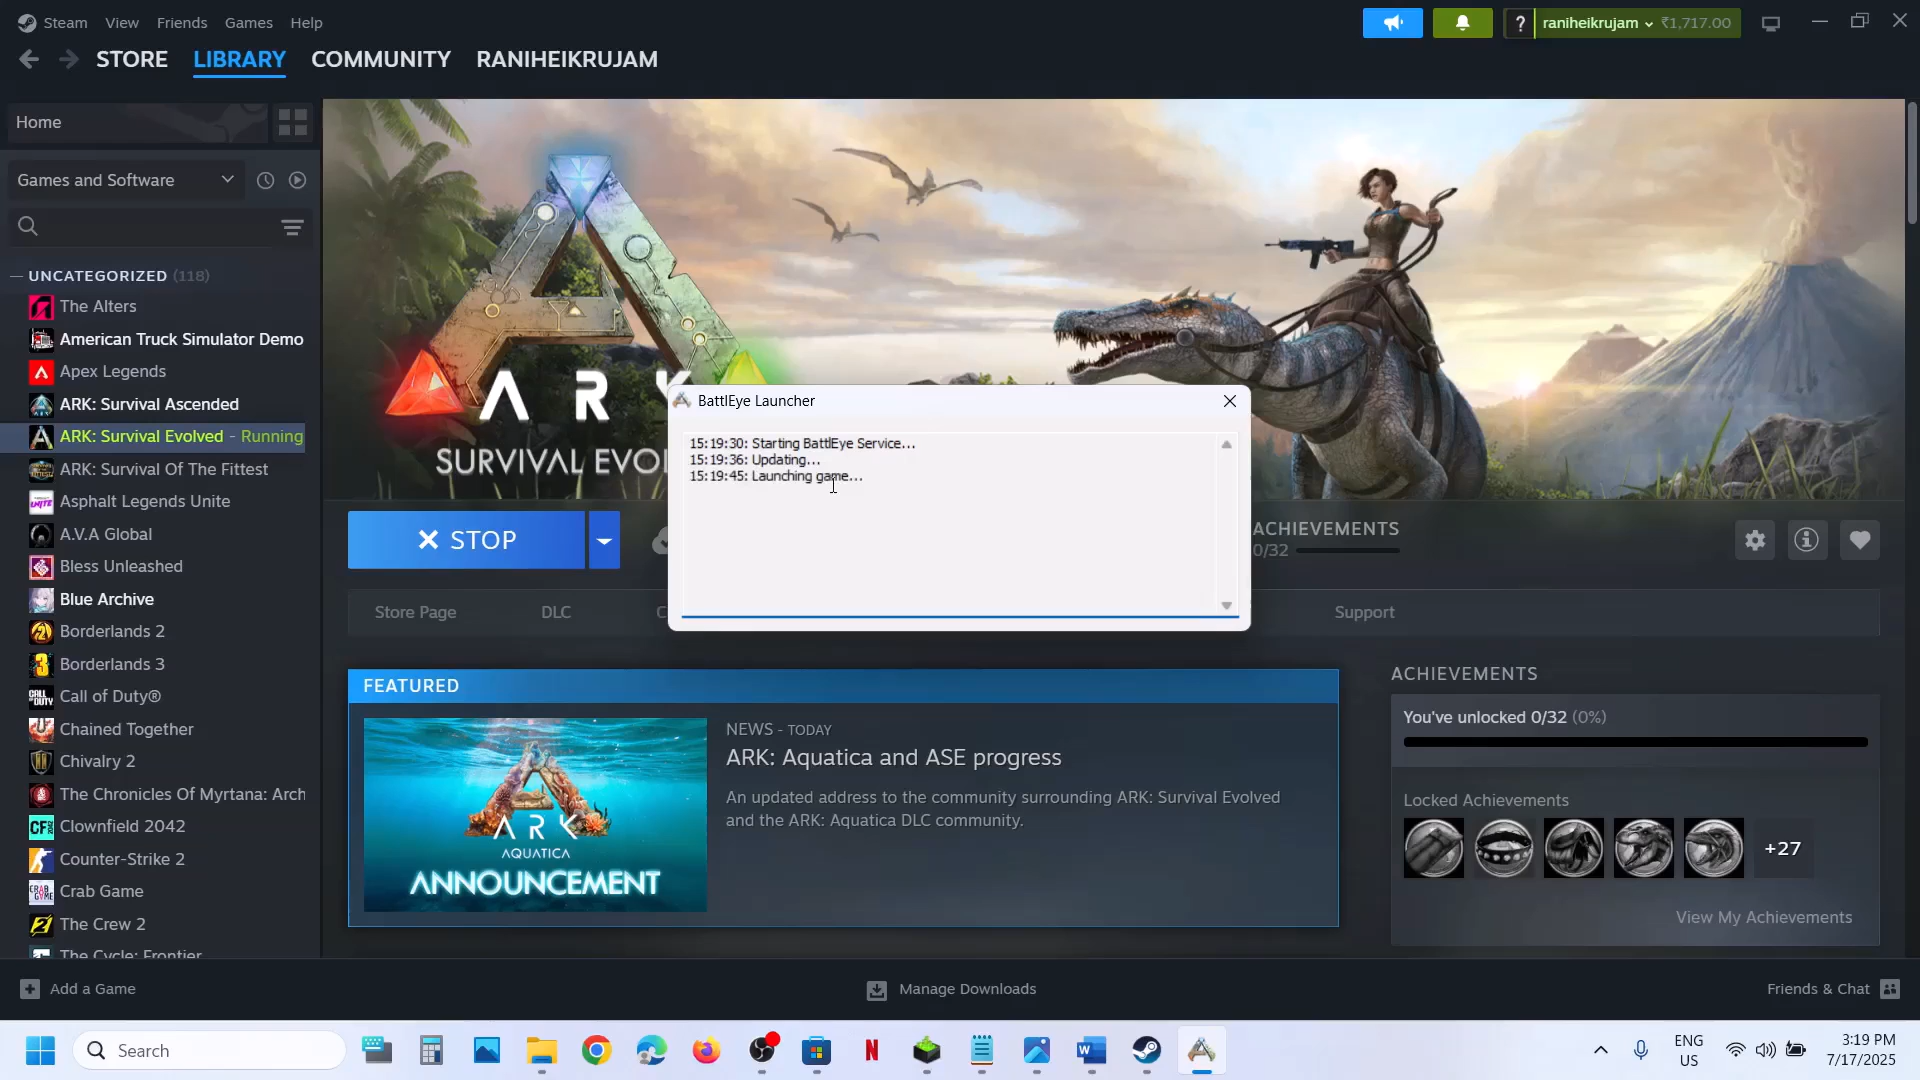 Steam View Friends Games Help
raniheikrujam ₹1,717.00
STORE LIBRARY COMMUNITY RANIHEIKRUJAM
Home
Games and Software
UNCATEGORIZED (118)
The Alters
American Truck Simulator Demo
Apex Legends
ARK: Survival Ascended
ARK: Survival Evolved - Running
ARK: Survival Of The Fittest
Asphalt Legends Unite
A.V.A Global
Bless Unleashed
Blue Archive
Borderlands 2
Borderlands 3
Call of Duty®
Chained Together
Chivalry 2
The Chronicles Of Myrtana: Arch
Clownfield 2042
Counter-Strike 2
Crab Game
The Crew 2
The Cycle: Frontier
ARK
SURVIVAL EVO
BattlEye Launcher
15:19:30: Starting BattlEye Service...
15:19:36: Updating...
15:19:45: Launching game...
STOP
ACHIEVEMENTS
0/32
Store Page DLC C Support
FEATURED
ARK
AQUATICA
ANNOUNCEMENT
NEWS - TODAY
ARK: Aquatica and ASE progress
An updated address to the community surrounding ARK: Survival Evolved
and the ARK: Aquatica DLC community.
ACHIEVEMENTS
You've unlocked 0/32 (0%)
Locked Achievements
+27
View My Achievements
Add a Game
Manage Downloads
Friends & Chat
Search
ENG
US
3:19 PM
7/17/2025